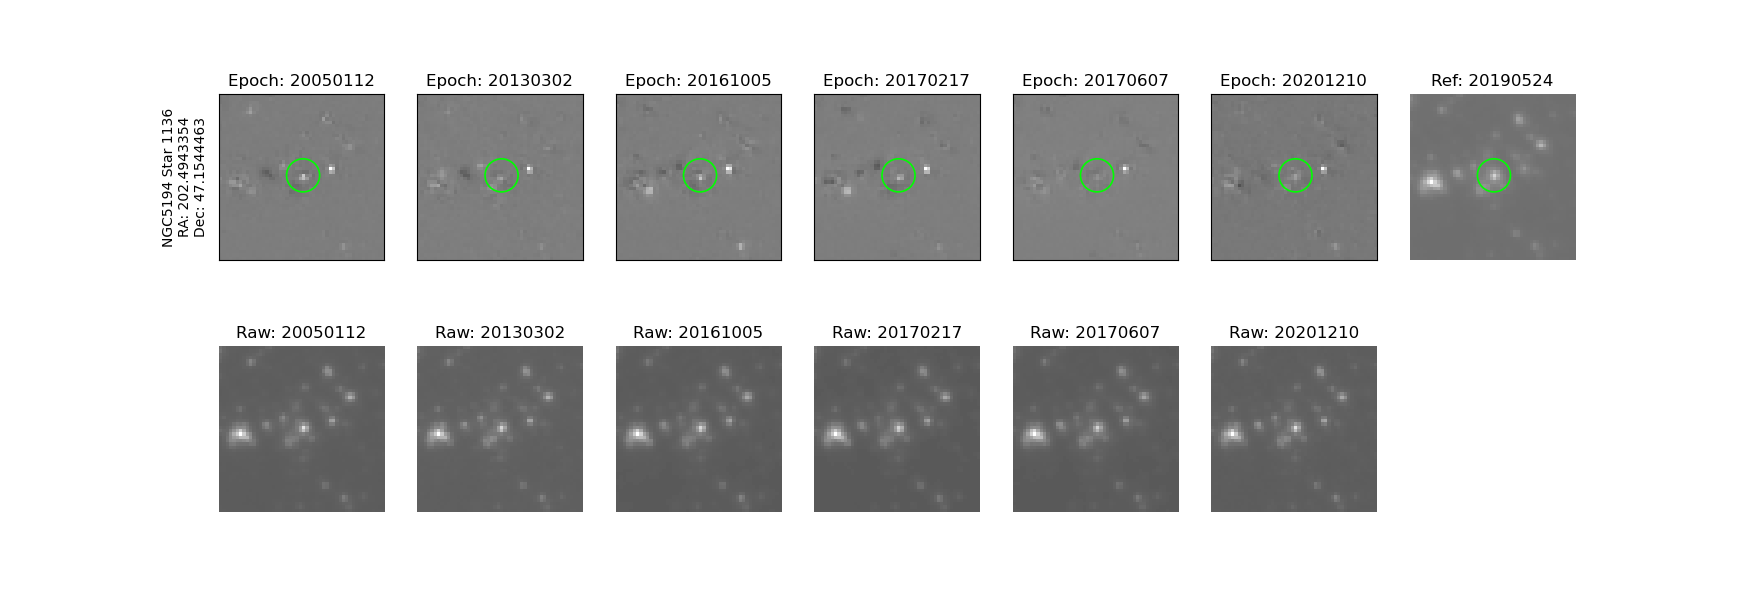 Epoch: 20050112
Epoch: 20130302
Epoch: 20161005
Epoch: 20170217
Epoch: 20170607
Epoch: 20201210
Ref: 20190524
NGC5194 Star 1136
RA: 202.4943354
Dec: 47.1544463
Raw: 20050112
Raw: 20130302
Raw: 20161005
Raw: 20170217
Raw: 20170607
Raw: 20201210